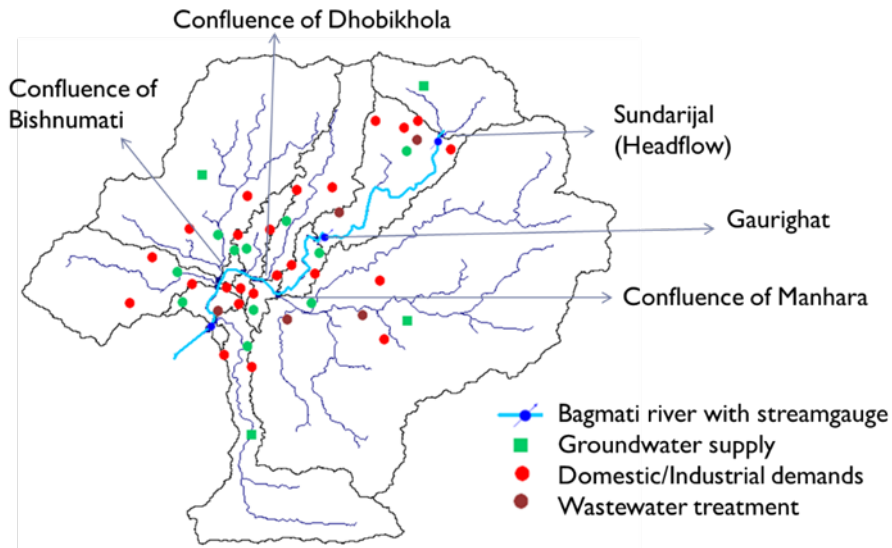 Confluence of Dhobikhola
Confluence of
Bishnumati
Sundarijal
(Headflow)
Gaurighat
Confluence of Manhara
Bagmati river with streamgauge
Groundwater supply
Domestic/Industrial demands
Wastewater treatment